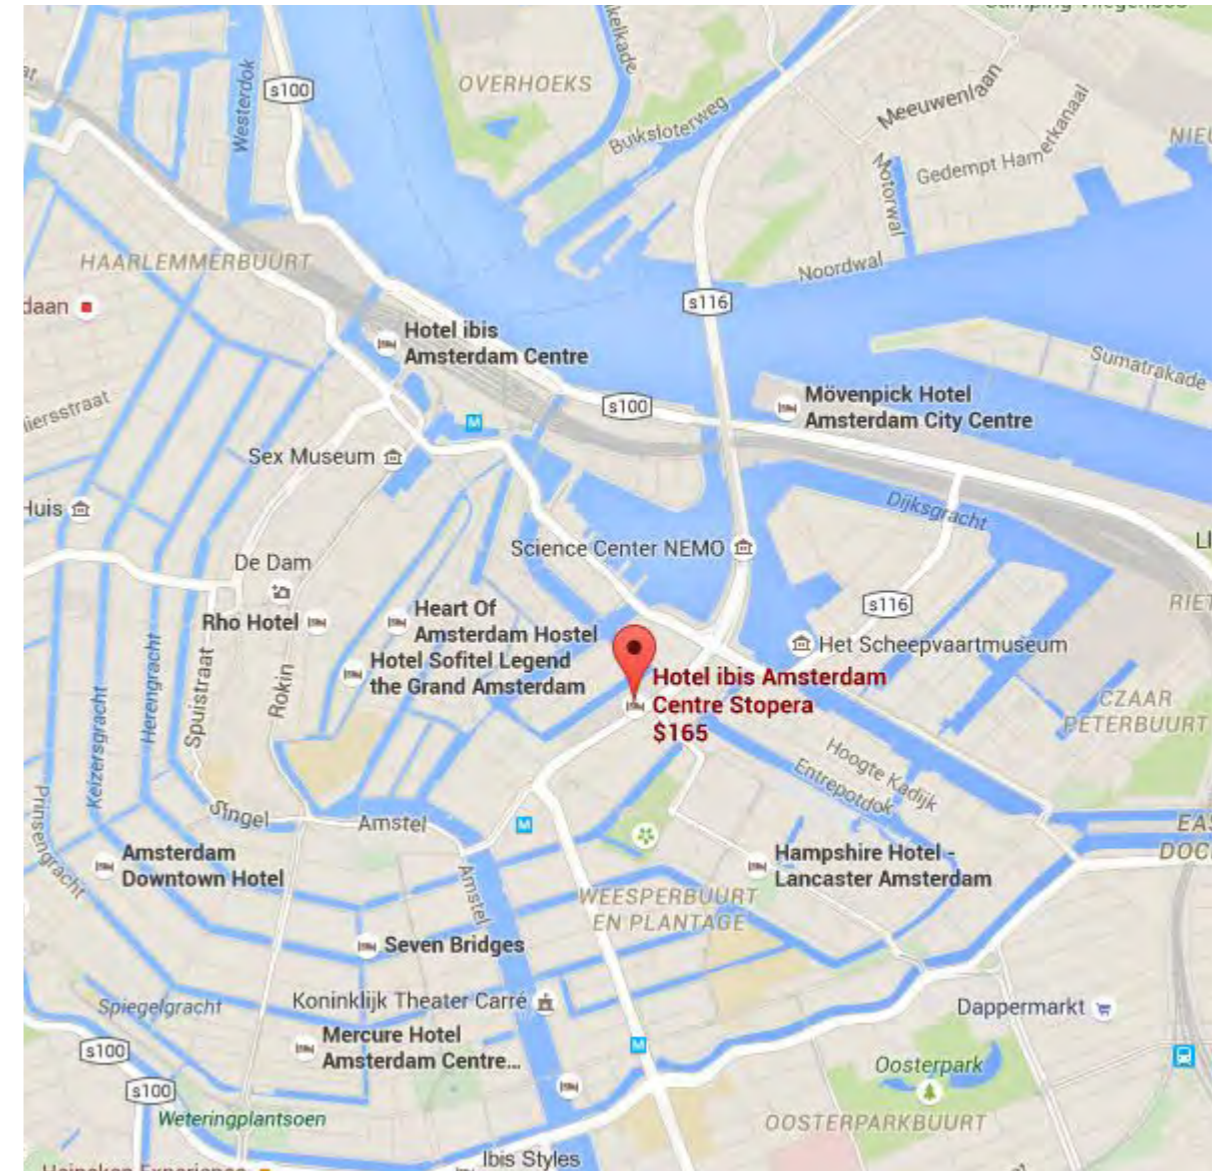 OVERHOEKS
s100
Westerdok
Buiksloterweg
Meeuwenlaan
Motorwal
Gedempt Hamerkanaal
Noordwal
HAARLEMMERBUURT
s116
Hotel ibis
Amsterdam Centre
Sumatrakade
s100
Mövenpick Hotel
Amsterdam City Centre
M
Sex Museum
Dijksgracht
Science Center NEMO
De Dam
s116
Rho Hotel
Heart Of
Amsterdam Hostel
Het Scheepvaartmuseum
Hotel Sofitel Legend
the Grand Amsterdam
Hotel ibis Amsterdam
Centre Stopera
$165
CZAAR
PETERBUURT
Herengracht
Spuistraat
Rokin
Keizersgracht
Prinsengracht
Hoogte Kadijk
Entrepotdok
Singel
Amstel
M
Amstel
Amsterdam
Downtown Hotel
Hampshire Hotel -
Lancaster Amsterdam
WEESPERBUURT
EN PLANTAGE
Seven Bridges
Spiegelgracht
Koninklijk Theater Carré
Dappermarkt
Mercure Hotel
Amsterdam Centre...
s100
M
s100
Oosterpark
Weteringplantsoen
OOSTERPARKBUURT
Ibis Styles